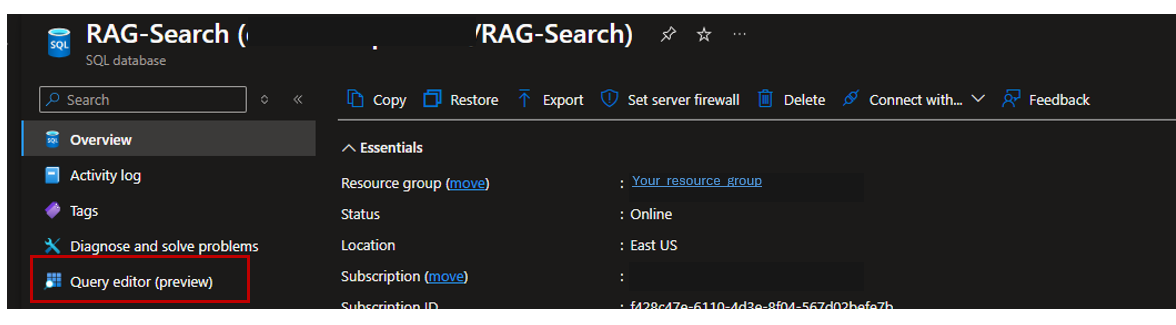 RAG-Search ( /RAG-Search)
SQL database
Search
Copy Restore Export Set server firewall Delete Connect with... Feedback
Overview
Activity log
Tags
Diagnose and solve problems
Query editor (preview)
Essentials
Resource group (move) : Your resource group
Status : Online
Location : East US
Subscription (move) :
Subscription ID : f428c47e-6110-4d3e-8f04-567d02befe7b